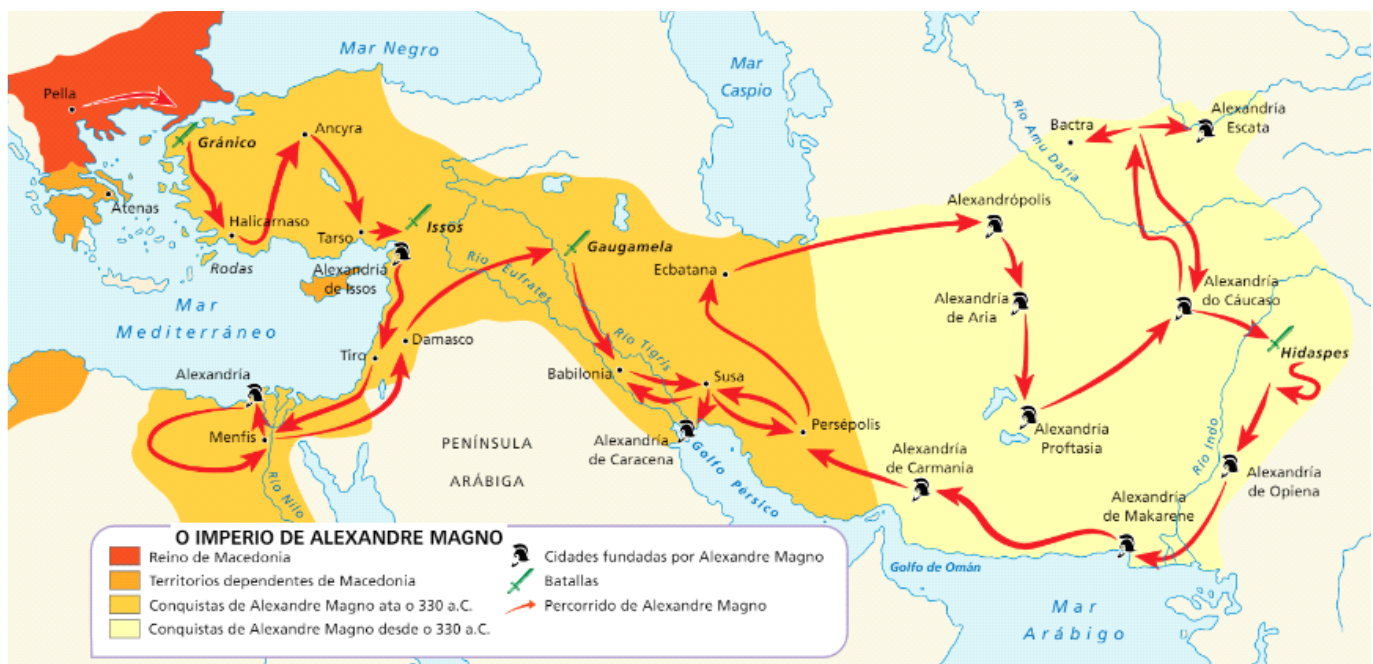 Mar Negro
Mar
Caspio
Pella
Gránico
Ancyra
Atenas
Halicarnaso
Tarso
Issos
Rodas
Alexandría
de Issos
Mar
Mediterráneo
Tiro
Damasco
Alexandría
Menfis
Río Nilo
PENÍNSULA
ARÁBIGA
Gaugamela
Río Eufrates
Río Tigris
Ecbatana
Babilonia
Susa
Alexandría
de Caracena
Golfo Pérsico
Persépolis
Río Amu Daria
Bactra
Alexandría
Escata
Alexandrópolis
Alexandría
de Aria
Alexandría
do Cáucaso
Hidaspes
Alexandría
Proftasia
Río Indo
Alexandría
de Carmania
Alexandría
de Makarene
Alexandría
de Opiena
Golfo de Omán
Mar
Arábigo
O IMPERIO DE ALEXANDRE MAGNO
Reino de Macedonia
Territorios dependentes de Macedonia
Conquistas de Alexandre Magno ata o 330 a.C.
Conquistas de Alexandre Magno desde o 330 a.C.
Cidades fundadas por Alexandre Magno
Batallas
Percorrido de Alexandre Magno